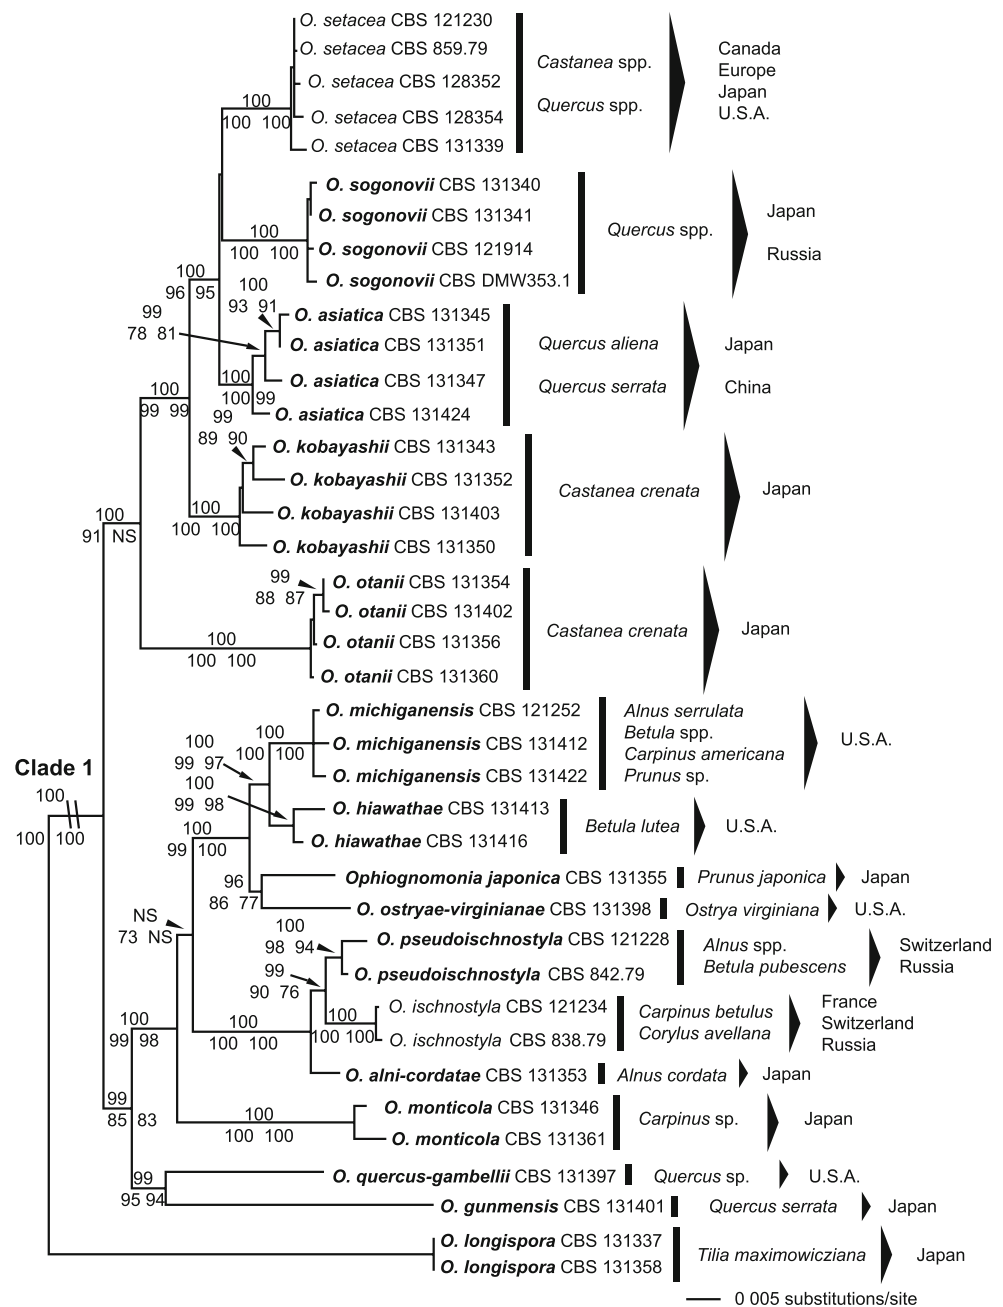 O. setacea CBS 121230
O. setacea CBS 859.79
O. setacea CBS 128352
O. setacea CBS 128354
O. setacea CBS 131339
100
100 100
Castanea spp.
Quercus spp.
Canada
Europe
Japan
U.S.A.
O. sogonovii CBS 131340
O. sogonovii CBS 131341
O. sogonovii CBS 121914
O. sogonovii CBS DMW353.1
100
100 100
Quercus spp.
Japan
Russia
100
96 95
100
93 91
99
78 81
O. asiatica CBS 131345
O. asiatica CBS 131351
O. asiatica CBS 131347
O. asiatica CBS 131424
100
100 99
Quercus aliena
Quercus serrata
Japan
China
100
99 99
99
89 90
O. kobayashii CBS 131343
O. kobayashii CBS 131352
O. kobayashii CBS 131403
O. kobayashii CBS 131350
100
100 100
Castanea crenata
Japan
100
91 NS
99
88 87
O. otanii CBS 131354
O. otanii CBS 131402
O. otanii CBS 131356
O. otanii CBS 131360
100
100 100
Castanea crenata
Japan
O. michiganensis CBS 121252
O. michiganensis CBS 131412
O. michiganensis CBS 131422
100
100 100
Alnus serrulata
Betula spp.
Carpinus americana
Prunus sp.
U.S.A.
Clade 1
100
100 100
100
99 97
100
99 98
O. hiawathae CBS 131413
O. hiawathae CBS 131416
Betula lutea
U.S.A.
100
99 100
96
86 77
Ophiognomonia japonica CBS 131355
Prunus japonica
Japan
O. ostryae-virginianae CBS 131398
Ostrya virginiana
U.S.A.
NS
73 NS
100
98 94
O. pseudoischnostyla CBS 121228
O. pseudoischnostyla CBS 842.79
Alnus spp.
Betula pubescens
Switzerland
Russia
99
90 76
O. ischnostyla CBS 121234
O. ischnostyla CBS 838.79
100 100
Carpinus betulus
Corylus avellana
France
Switzerland
Russia
100
100 100
O. alni-cordatae CBS 131353
Alnus cordata
Japan
100
99 98
O. monticola CBS 131346
O. monticola CBS 131361
100
100 100
Carpinus sp.
Japan
99
85 83
99
95 94
O. quercus-gambellii CBS 131397
Quercus sp.
U.S.A.
O. gunmensis CBS 131401
Quercus serrata
Japan
O. longispora CBS 131337
O. longispora CBS 131358
Tilia maximowicziana
Japan
0 005 substitutions/site